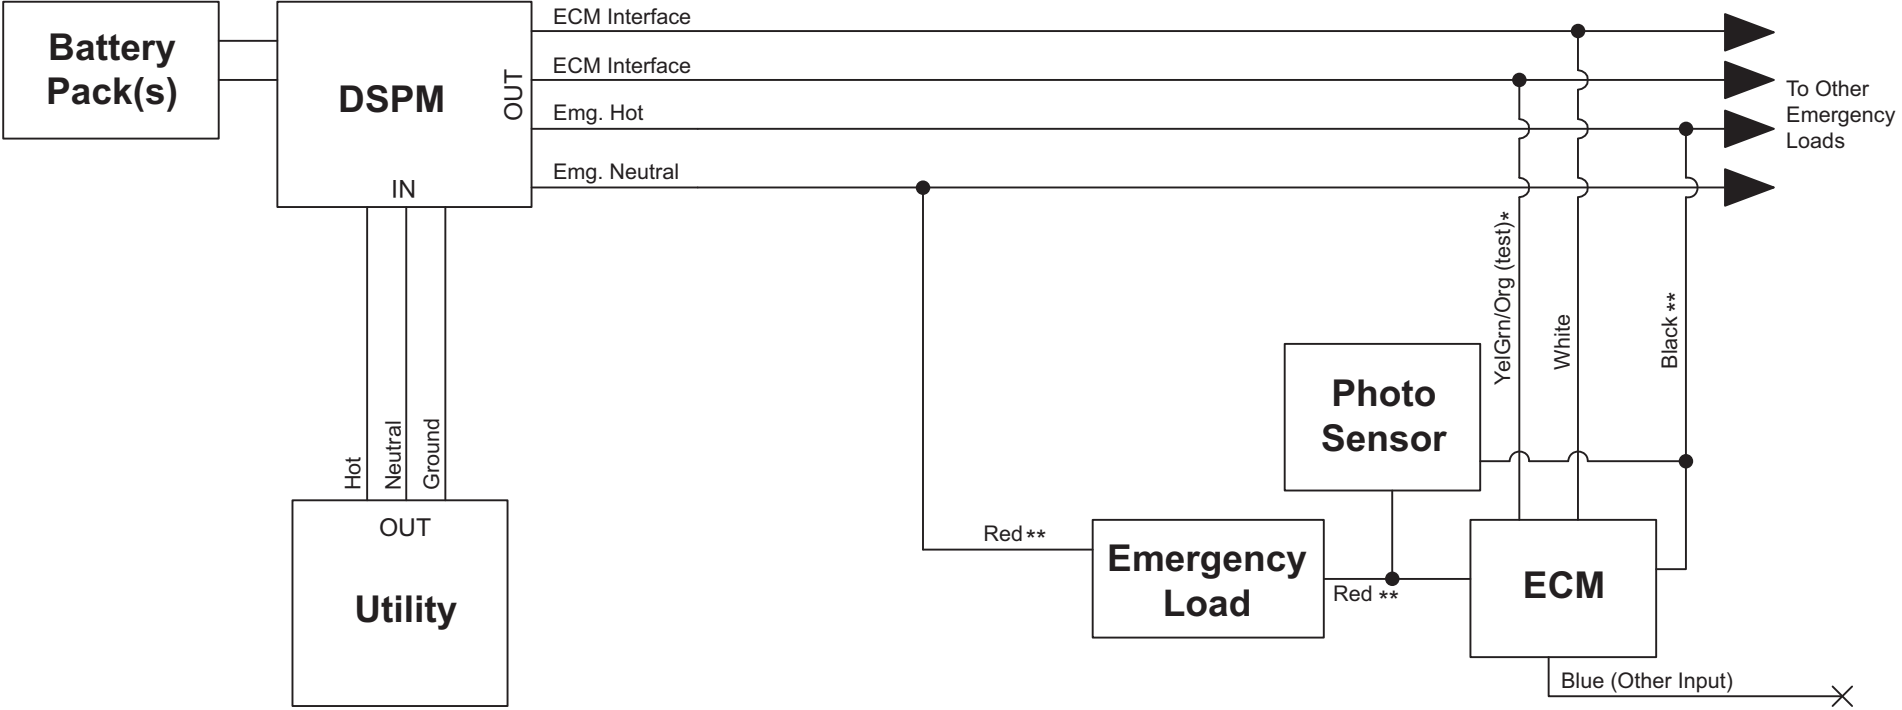 Battery
Pack(s)
DSPM
OUT
IN
ECM Interface
ECM Interface
Emg. Hot
Emg. Neutral
To Other
Emergency
Loads
YelGrn/Org (test)*
White
Black **
Hot
Neutral
Ground
OUT
Utility
Photo
Sensor
Red **
Emergency
Load
Red **
ECM
Blue (Other Input)